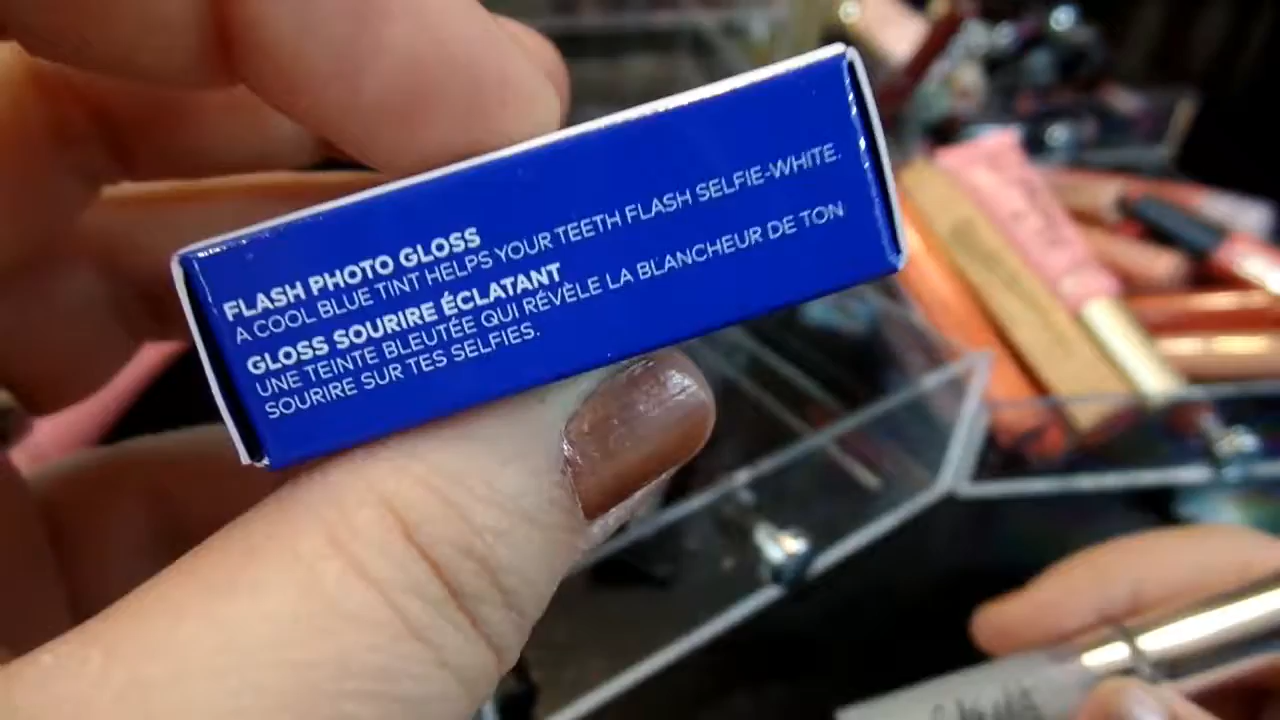 FLASH PHOTO GLOSS
A COOL BLUE TINT HELPS YOUR TEETH FLASH SELFIE-WHITE.
GLOSS SOURIRE ÉCLATANT
UNE TEINTE BLEUTÉE QUI RÉVÈLE LA BLANCHEUR DE TON
SOURIRE SUR TES SELFIES.